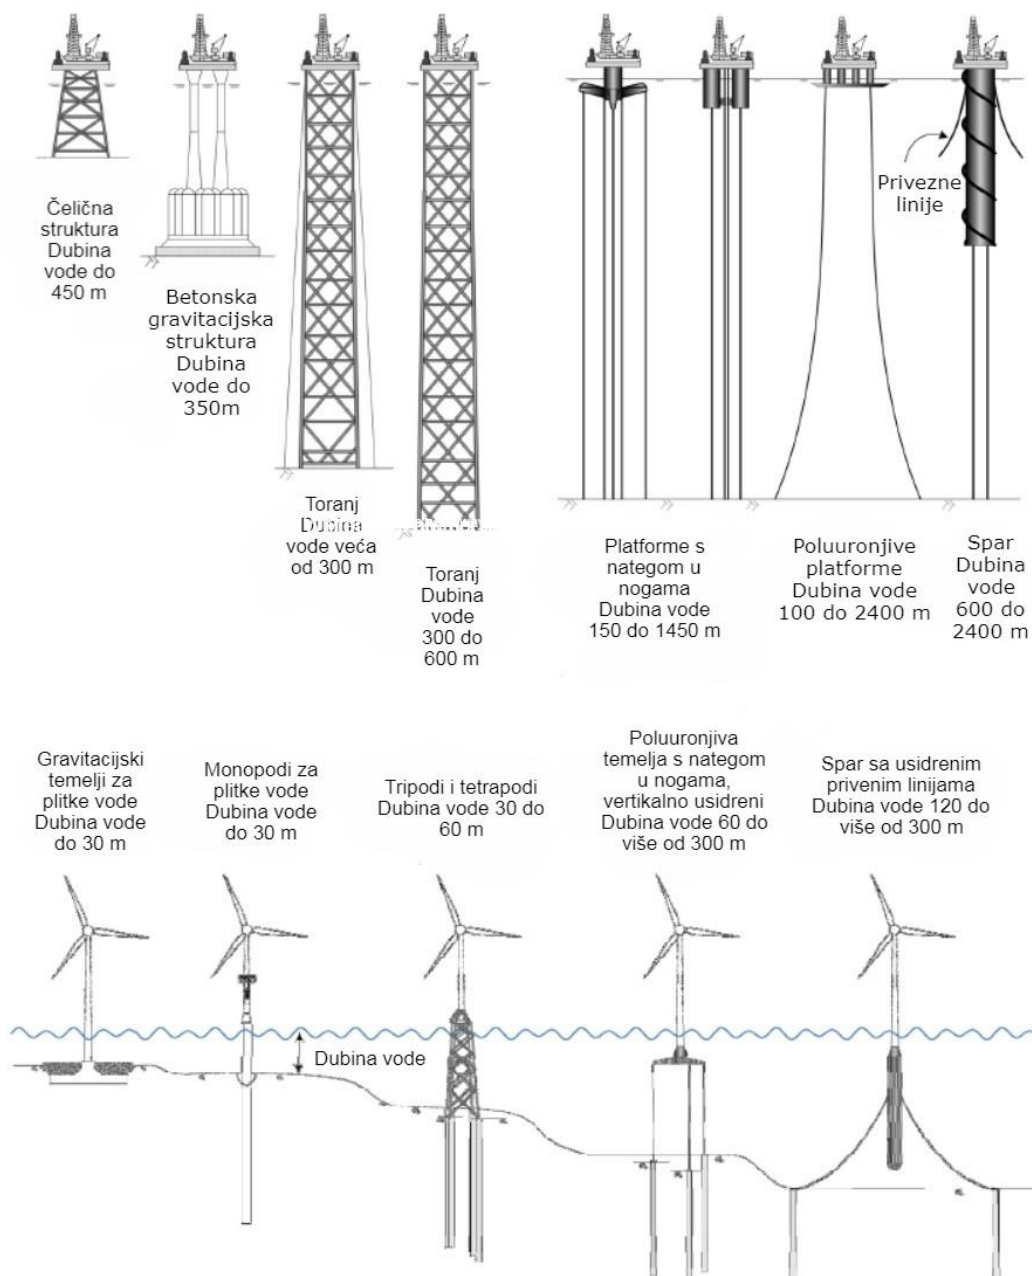 Čelična
struktura
Dubina
vode do
450 m
Betonska
gravitacijska
struktura
Dubina
vode do
350m
Toranj
Dubina
vode veća
od 300 m
Toranj
Dubina
vode
300 do
600 m
Platforme s
nategom u
nogama
Dubina vode
150 do 1450 m
Poluuronjive
platforme
Dubina vode
100 do 2400 m
Privezne
linije
Spar
Dubina
vode
600 do
2400 m
Gravitacijski
temelji za
plitke vode
Dubina vode
do 30 m
Monopodi za
plitke vode
Dubina vode
do 30 m
Tripodi i tetrapodi
Dubina vode 30 do
60 m
Poluuronjiva
temelja s nategom
u nogama,
vertikalno usidreni
Dubina vode 60 do
više od 300 m
Spar sa usidrenim
privenim linijama
Dubina vode 120 do
više od 300 m
Dubina vode